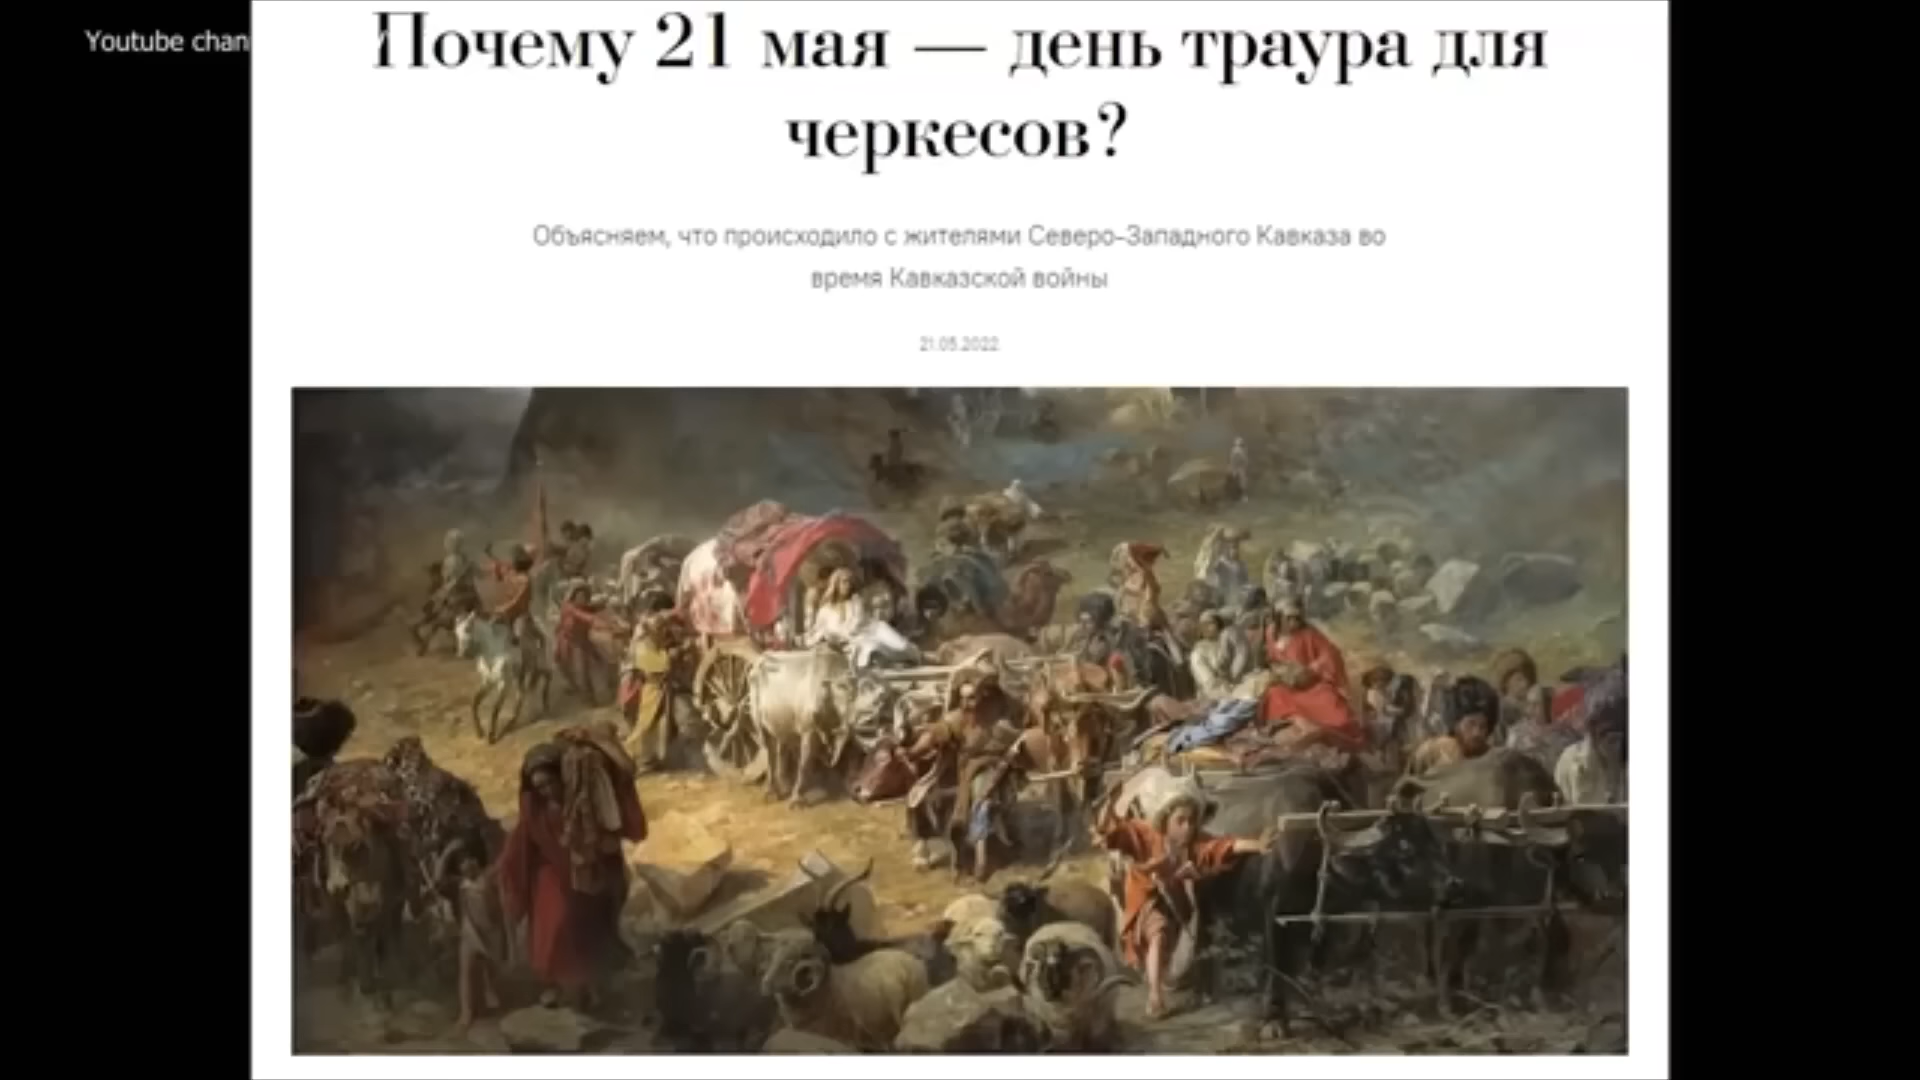 Youtube chan
Почему 21 мая — день траура для
черкесов?
Объясняем, что происходило с жителями Северо-Западного Кавказа во
время Кавказской войны
21.05.2022